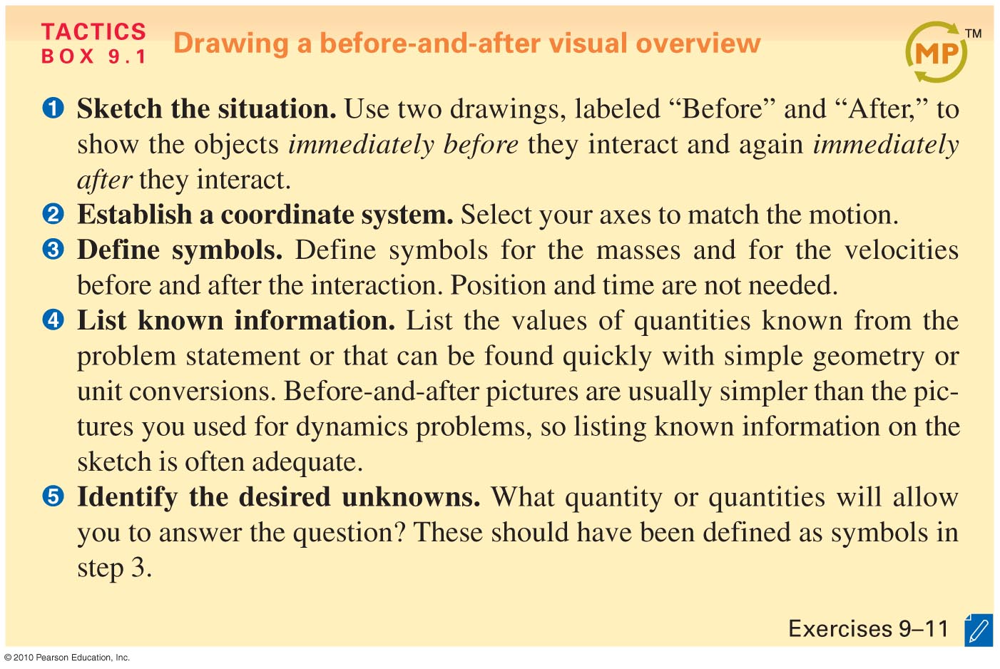 TACTICS
BOX 9.1
Drawing a before-and-after visual overview
MP™
1 Sketch the situation. Use two drawings, labeled “Before” and “After,” to
show the objects immediately before they interact and again immediately
after they interact.
2 Establish a coordinate system. Select your axes to match the motion.
3 Define symbols. Define symbols for the masses and for the velocities
before and after the interaction. Position and time are not needed.
4 List known information. List the values of quantities known from the
problem statement or that can be found quickly with simple geometry or
unit conversions. Before-and-after pictures are usually simpler than the pic-
tures you used for dynamics problems, so listing known information on the
sketch is often adequate.
5 Identify the desired unknowns. What quantity or quantities will allow
you to answer the question? These should have been defined as symbols in
step 3.
Exercises 9–11
© 2010 Pearson Education, Inc.